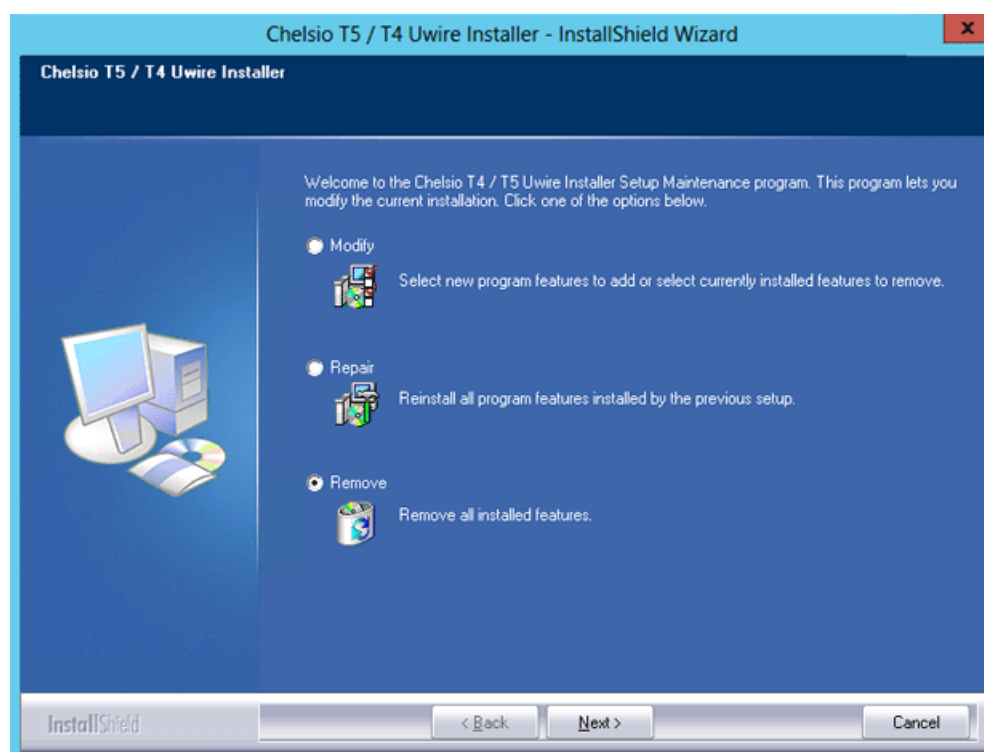 Chelsio T5 / T4 Uwire Installer - InstallShield Wizard
x
Chelsio T5 / T4 Uwire Installer
Welcome to the Chelsio T4 / T5 Uwire Installer Setup Maintenance program. This program lets you
modify the current installation. Click one of the options below.
Modify
Select new program features to add or select currently installed features to remove.
Repair
Reinstall all program features installed by the previous setup.
Remove
Remove all installed features.
InstallShield
< Back
Next >
Cancel